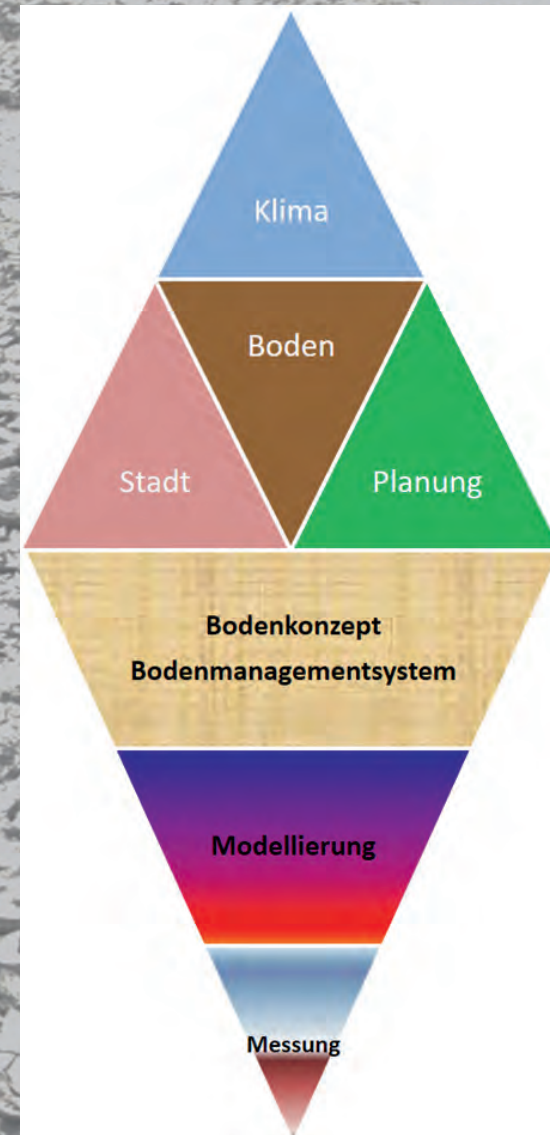 Klima
Boden
Stadt
Planung
Bodenkonzept
Bodenmanagementsystem
Modellierung
Messung